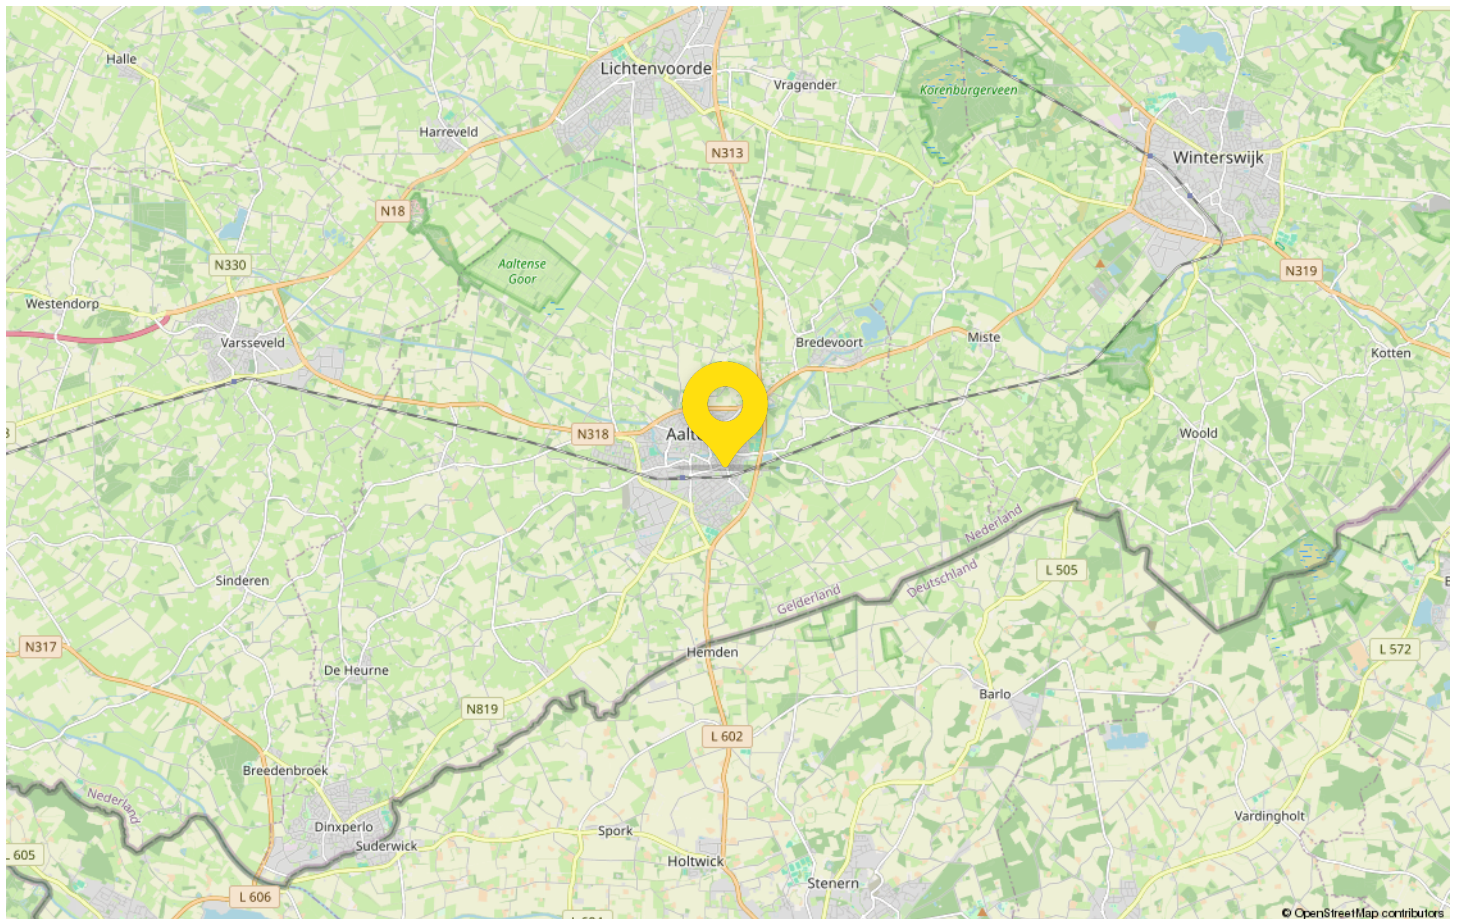 Halle
Lichtenvoorde
Vragender
Korenburgerveen
Harreveld
N313
Winterswijk
N18
Aaltense
Goor
N330
N319
Westendorp
Varsseveld
Bredevoort
Miste
Kotten
N318
Woold
Nederland
Deutschland
L 505
Sinderen
Gelderland
N317
Hemden
L 572
De Heurne
Barlo
N819
L 602
Breedenbroek
Nederland
Dinxperlo
Suderwick
Spork
Vardingholt
L 605
Holtwick
Stenern
L 606
© OpenStreetMap contributors